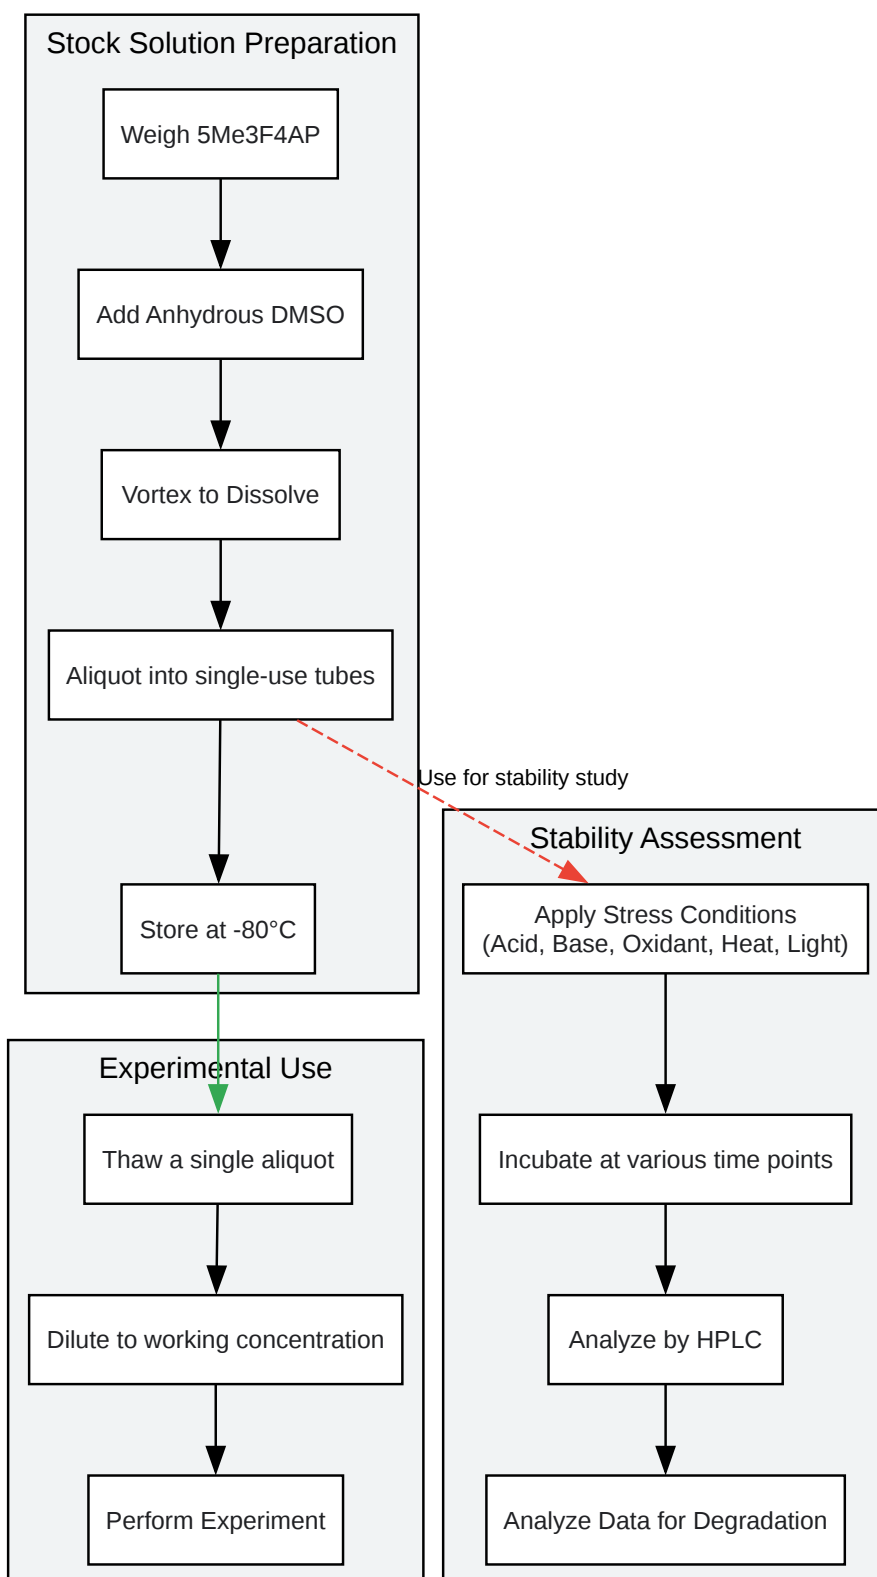 Stock Solution Preparation
Weigh 5Me3F4AP
Add Anhydrous DMSO
Vortex to Dissolve
Aliquot into single-use tubes
Use for stability study
Store at -80°C
Stability Assessment
Apply Stress Conditions
(Acid, Base, Oxidant, Heat, Light)
Incubate at various time points
Analyze by HPLC
Analyze Data for Degradation
Experimental Use
Thaw a single aliquot
Dilute to working concentration
Perform Experiment